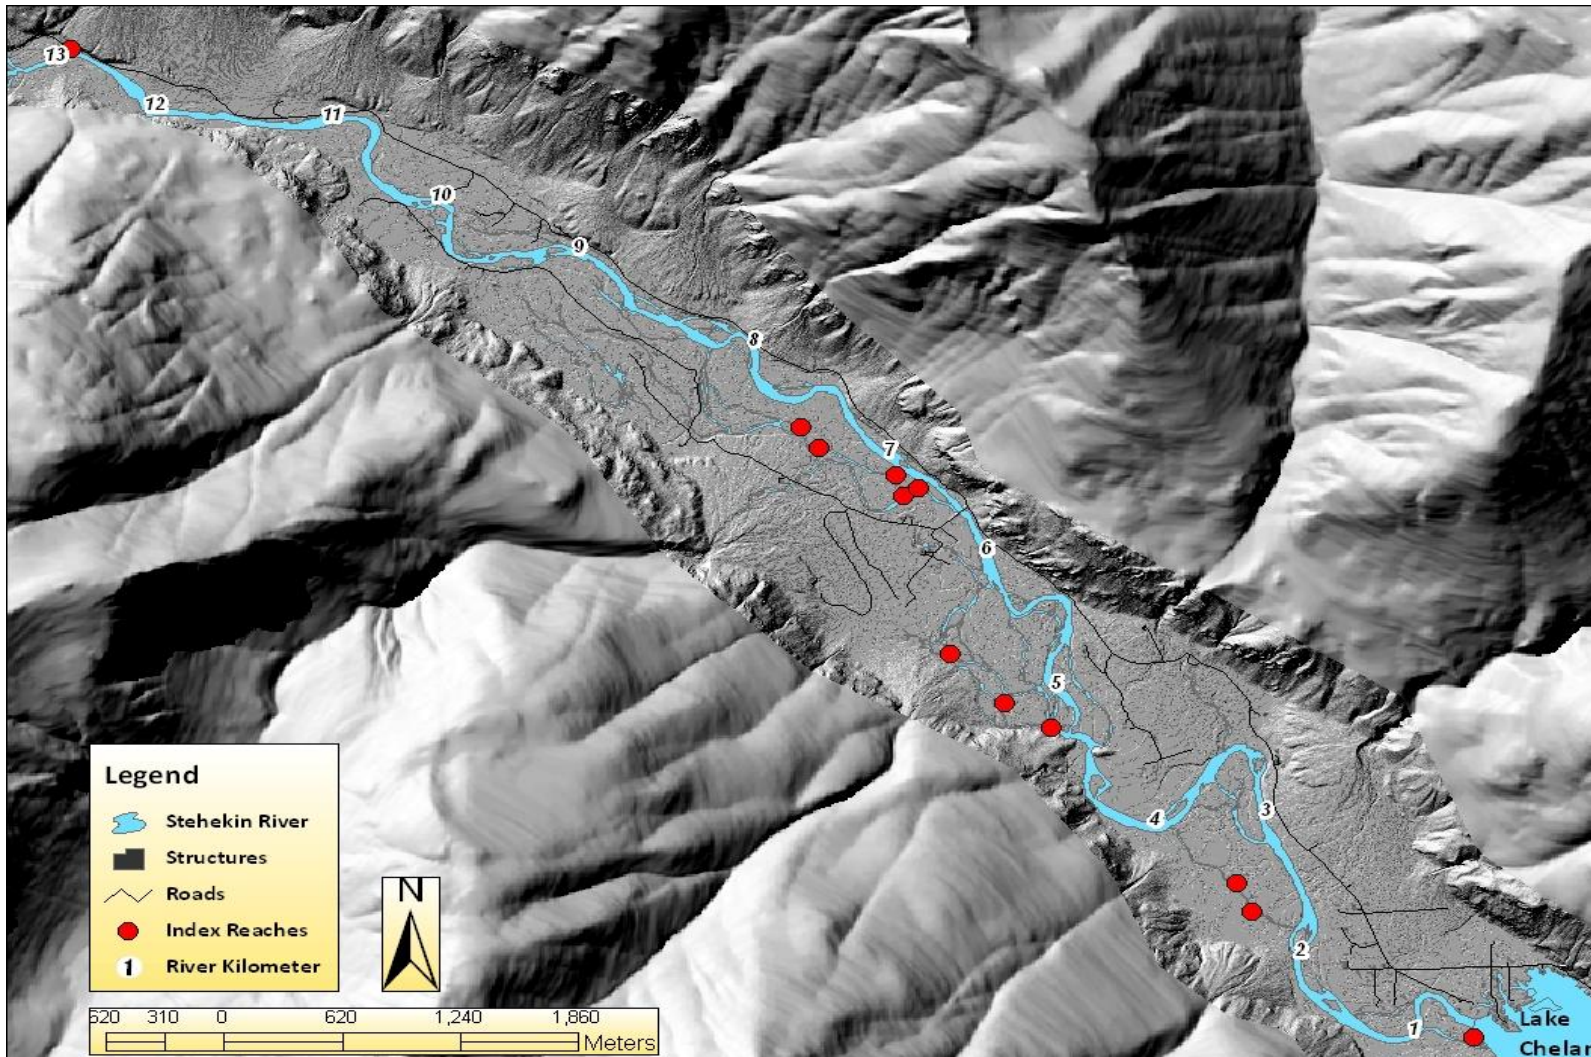 13
12
11
10
9
8
7
6
5
4
3
2
1
Lake
Chelan
Legend
Stehekin River
Structures
Roads
Index Reaches
1 River Kilometer
N
620 310 0 620 1,240 1,860
Meters